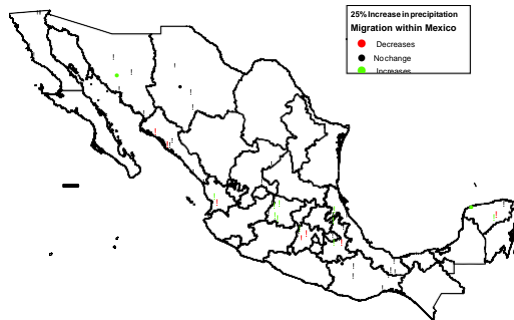 25% Increase in precipitation
Migration within Mexico
Decreases
No change
Increases